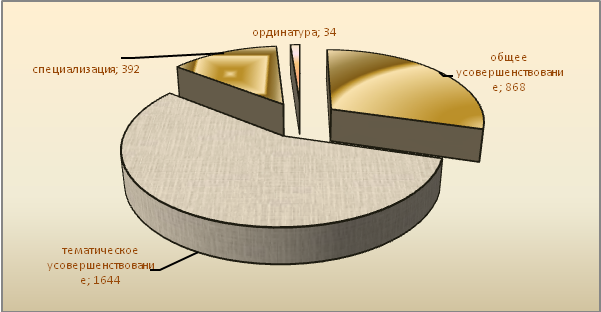 ординатура; 34
общее
усовершенствовани
е; 868
специализация; 392
тематическое
усовершенствовани
е; 1644